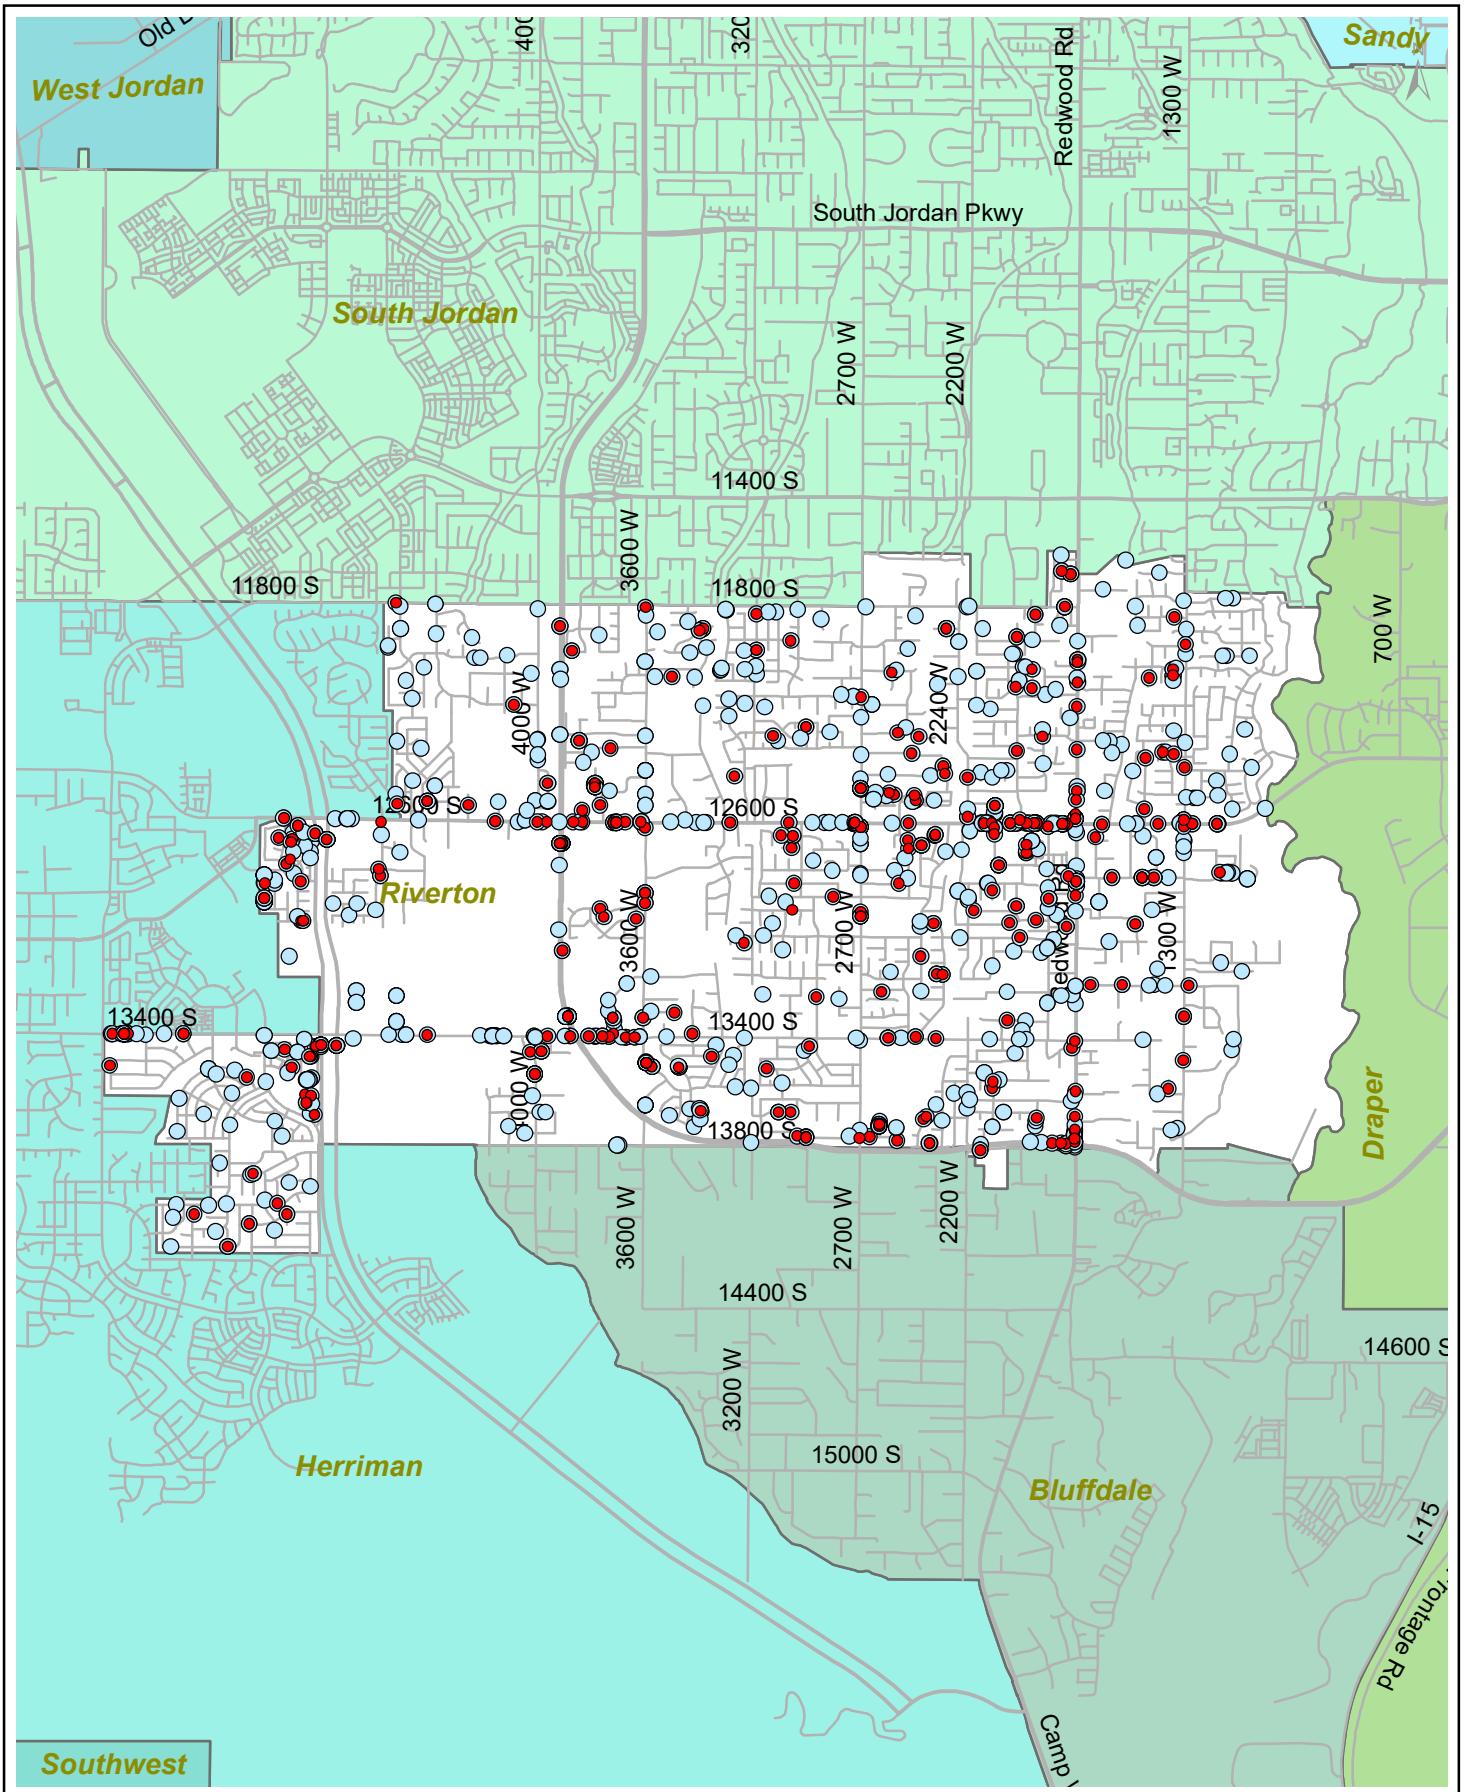 Sandy
West Jordan
Redwood Rd
1300 W
South Jordan Pkwy
South Jordan
2700 W
2200 W
11400 S
3600 W
11800 S
11800 S
700 W
2240 W
4000 W
12600 S
12600 S
Riverton
3600 W
2700 W
1300 W
13400 S
13400 S
4000 W
13800 S
Draper
3600 W
2700 W
2200 W
14400 S
14600 S
3200 W
15000 S
Herriman
Bluffdale
I-15
Frontage Rd
Camp
Southwest